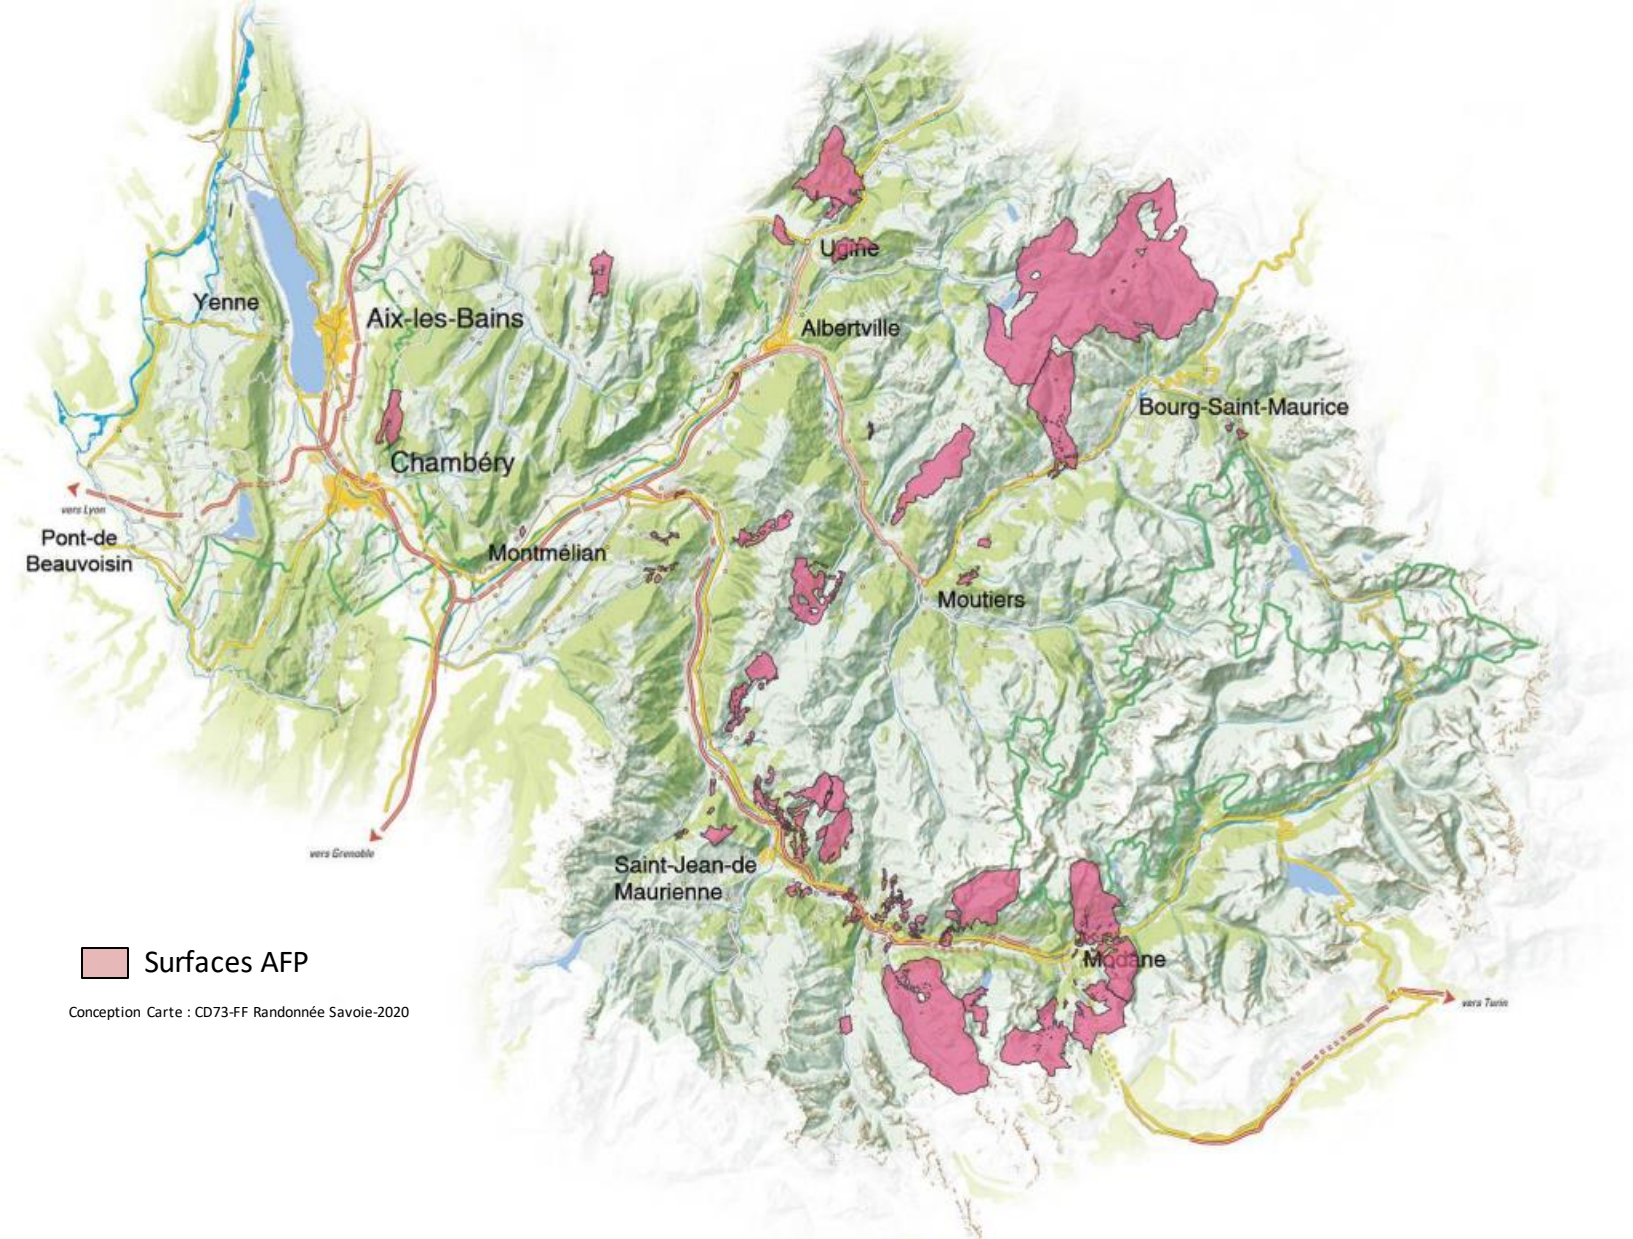 Ugine
Yenne
Aix-les-Bains
Albertville
Bourg-Saint-Maurice
Chambéry
vers Lyon
Pont-de
Beauvoisin
Montmélian
Moutiers
vers Grenoble
Saint-Jean-de
Maurienne
Modane
vers Turin
Surfaces AFP
Conception Carte : CD73-FF Randonnée Savoie-2020